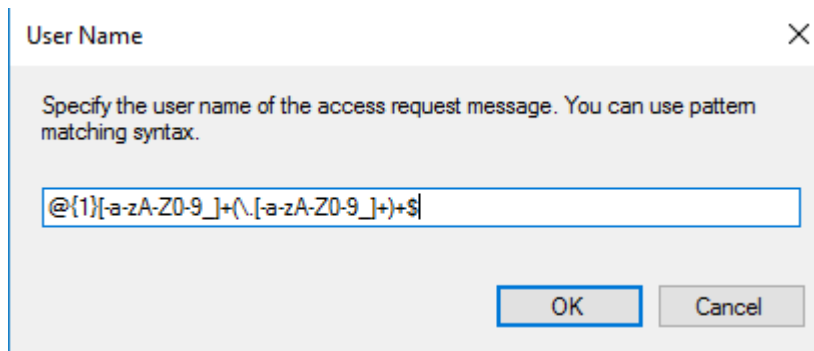 User Name
Specify the user name of the access request message. You can use pattern
matching syntax.
@{1}[-a-zA-Z0-9_]+(\.[-a-zA-Z0-9_]+)+$
OK Cancel